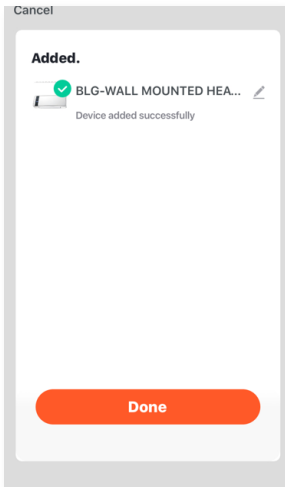 Cancel
Added.
BLG-WALL MOUNTED HEA...
Device added successfully
Done